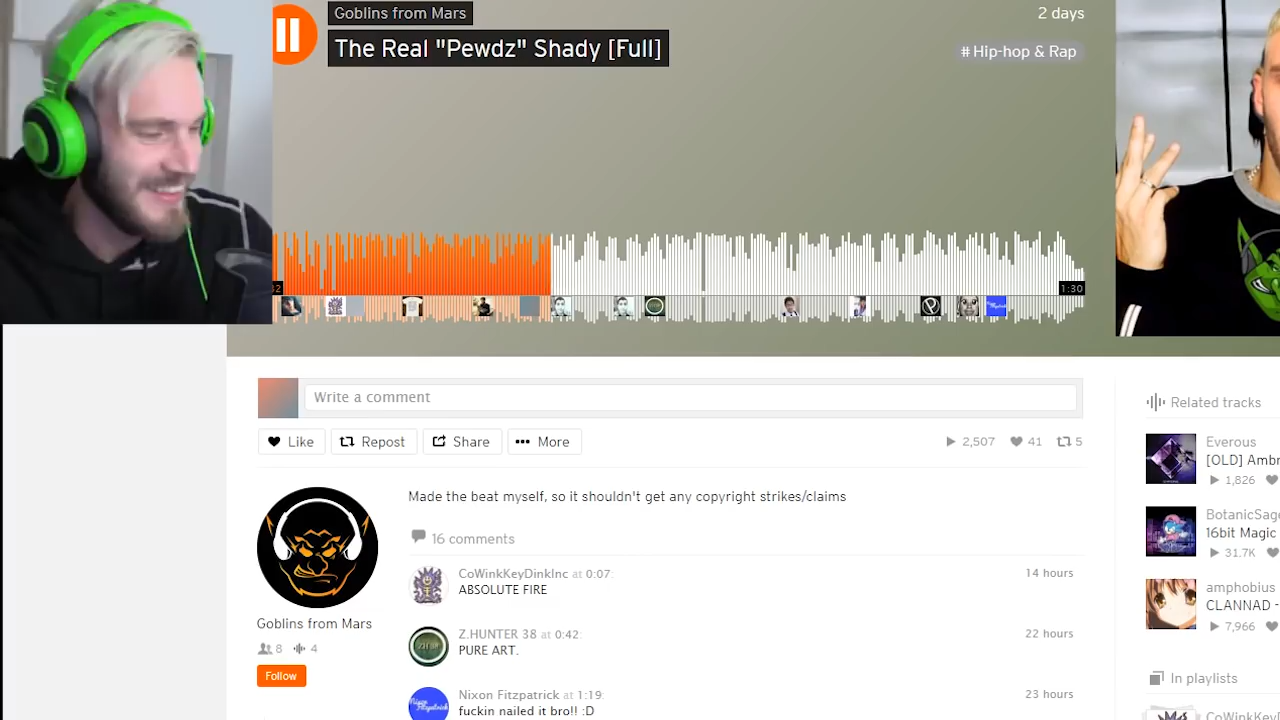 Goblins from Mars
2 days
The Real "Pewdz" Shady [Full]
# Hip-hop & Rap
1:30
Write a comment
Like
Repost
Share
More
2,507
41
5
Related tracks
Everous
[OLD] Amb
1,826
BotanicSage
16bit Magic
31.7K
amphobius
CLANNAD -
7,966
In playlists
CoWinkKeyD
Made the beat myself, so it shouldn't get any copyright strikes/claims
16 comments
CoWinkKeyDinkInc at 0:07:
14 hours
ABSOLUTE FIRE
Goblins from Mars
8
4
Follow
Z.HUNTER 38 at 0:42:
22 hours
PURE ART.
Nixon Fitzpatrick at 1:19:
23 hours
fuckin nailed it bro!! :D